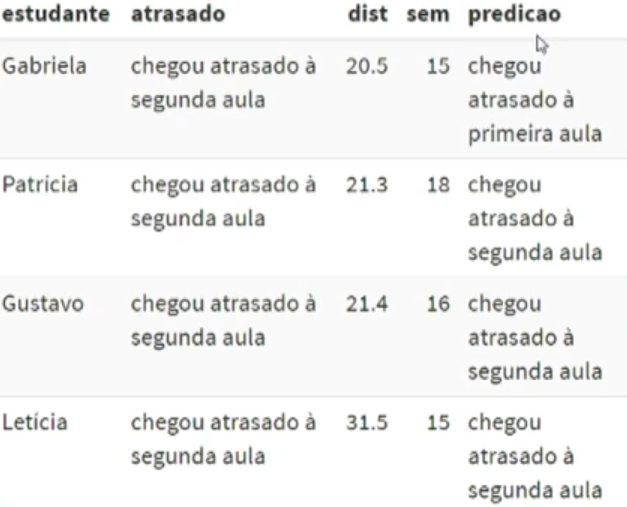 estudante atrasado dist sem predicao
Gabriela chegou atrasado à 20.5 15 chegou
segunda aula atrasado à
primeira aula
Patrícia chegou atrasado à 21.3 18 chegou
segunda aula atrasado à
segunda aula
Gustavo chegou atrasado à 21.4 16 chegou
segunda aula atrasado à
segunda aula
Letícia chegou atrasado à 31.5 15 chegou
segunda aula atrasado à
segunda aula